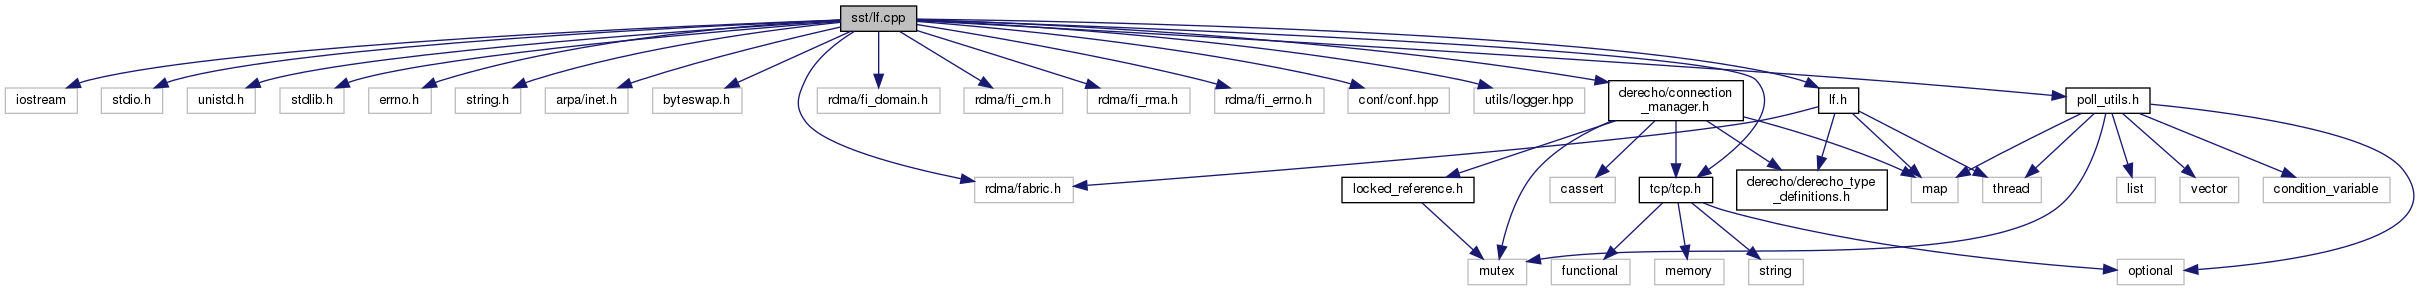 sst/lf.cpp
iostream
stdio.h
unistd.h
stdlib.h
errno.h
string.h
arpa/inet.h
byteswap.h
rdma/fi_domain.h
rdma/fi_cm.h
rdma/fi_rma.h
rdma/fi_errno.h
conf/conf.hpp
utils/logger.hpp
derecho/connection
_manager.h
lf.h
poll_utils.h
rdma/fabric.h
locked_reference.h
cassert
tcp/tcp.h
derecho/derecho_type
_definitions.h
map
thread
list
vector
condition_variable
mutex
functional
memory
string
optional